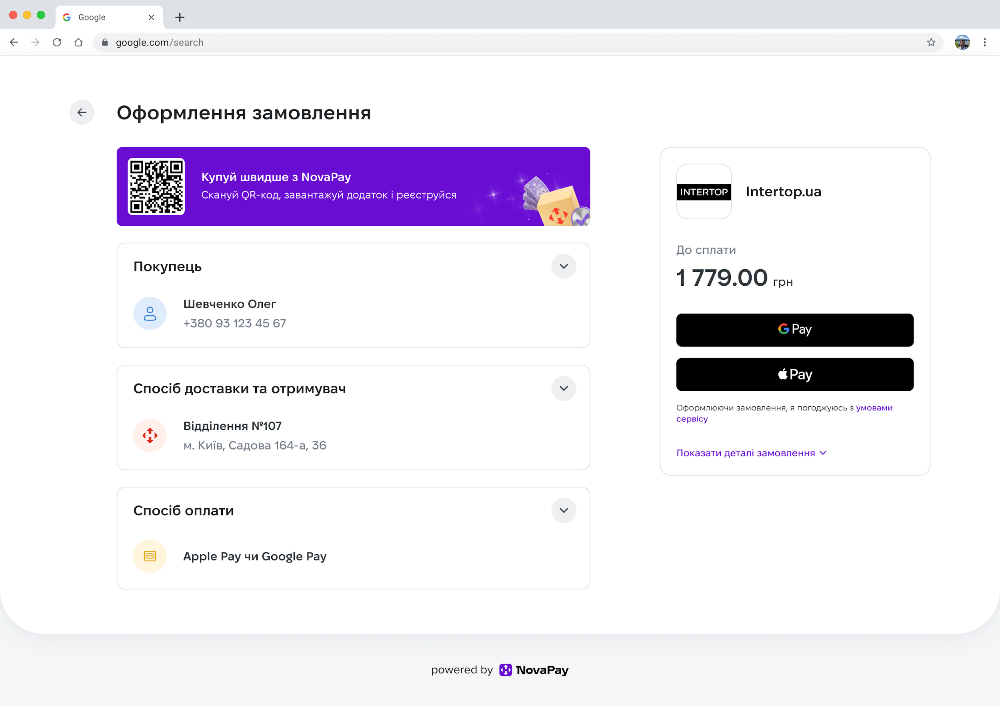 Google
google.com/search
Оформлення замовлення
Купуй швидше з NovaPay
Скануй QR-код, завантажуй додаток і реєструйся
Покупець
Шевченко Олег
+380 93 123 45 67
Спосіб доставки та отримувач
Відділення №107
м. Київ, Садова 164-а, 36
Спосіб оплати
Apple Pay чи Google Pay
INTERTOP
Intertop.ua
До сплати
1 779.00 грн
G Pay
Pay
Оформлюючи замовлення, я погоджуюсь з умовами
сервісу
Показати деталі замовлення
powered by NovaPay